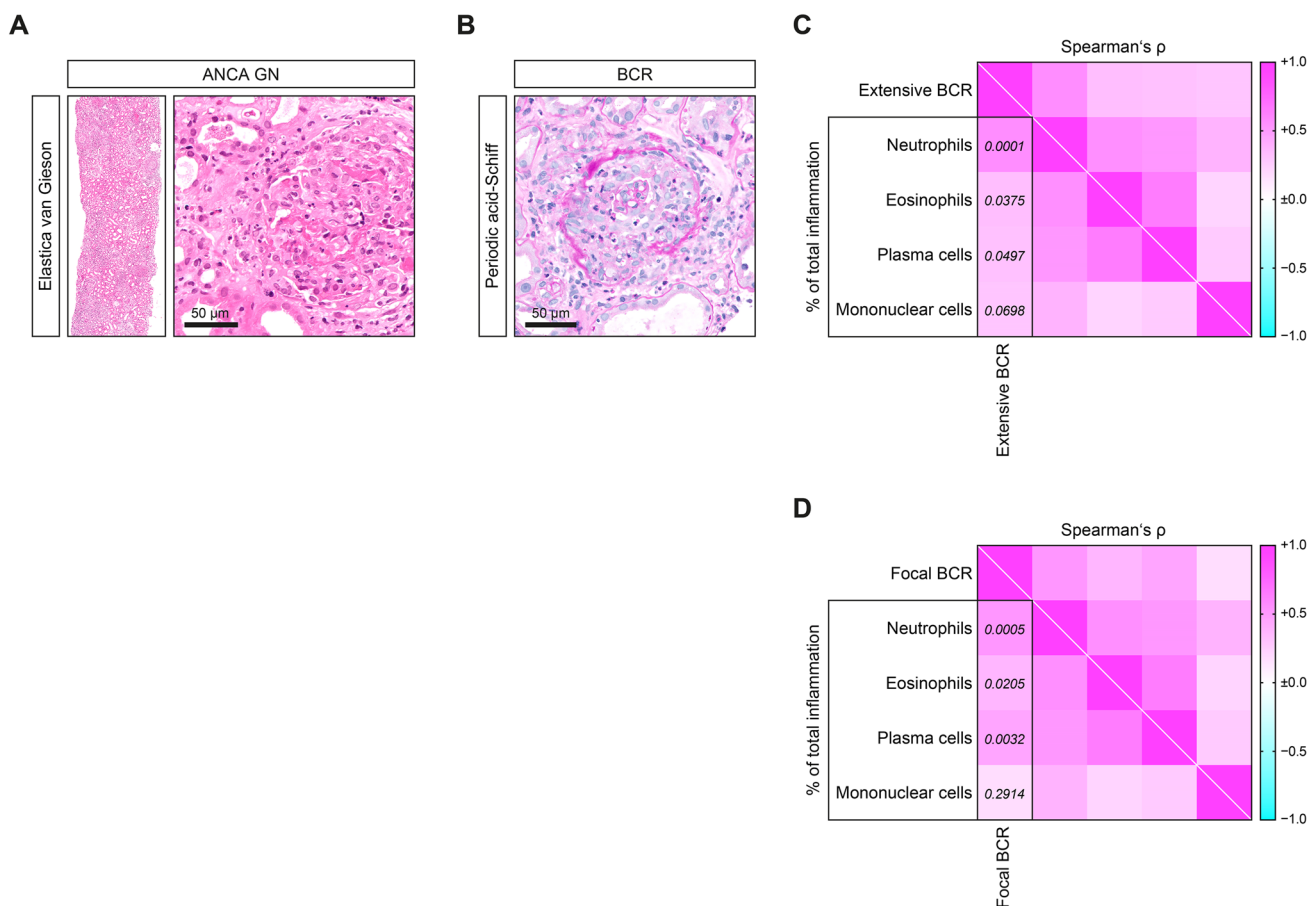 A
ANCA GN
Elastica van Gieson
50 µm
B
BCR
Periodic acid-Schiff
50 µm
C
Spearman‘s ρ
Extensive BCR
% of total inflammation
Neutrophils
0.0001
Eosinophils
0.0375
Plasma cells
0.0497
Mononuclear cells
0.0698
Extensive BCR
+1.0
+0.5
±0.0
−0.5
−1.0
D
Spearman‘s ρ
Focal BCR
% of total inflammation
Neutrophils
0.0005
Eosinophils
0.0205
Plasma cells
0.0032
Mononuclear cells
0.2914
Focal BCR
+1.0
+0.5
±0.0
−0.5
−1.0